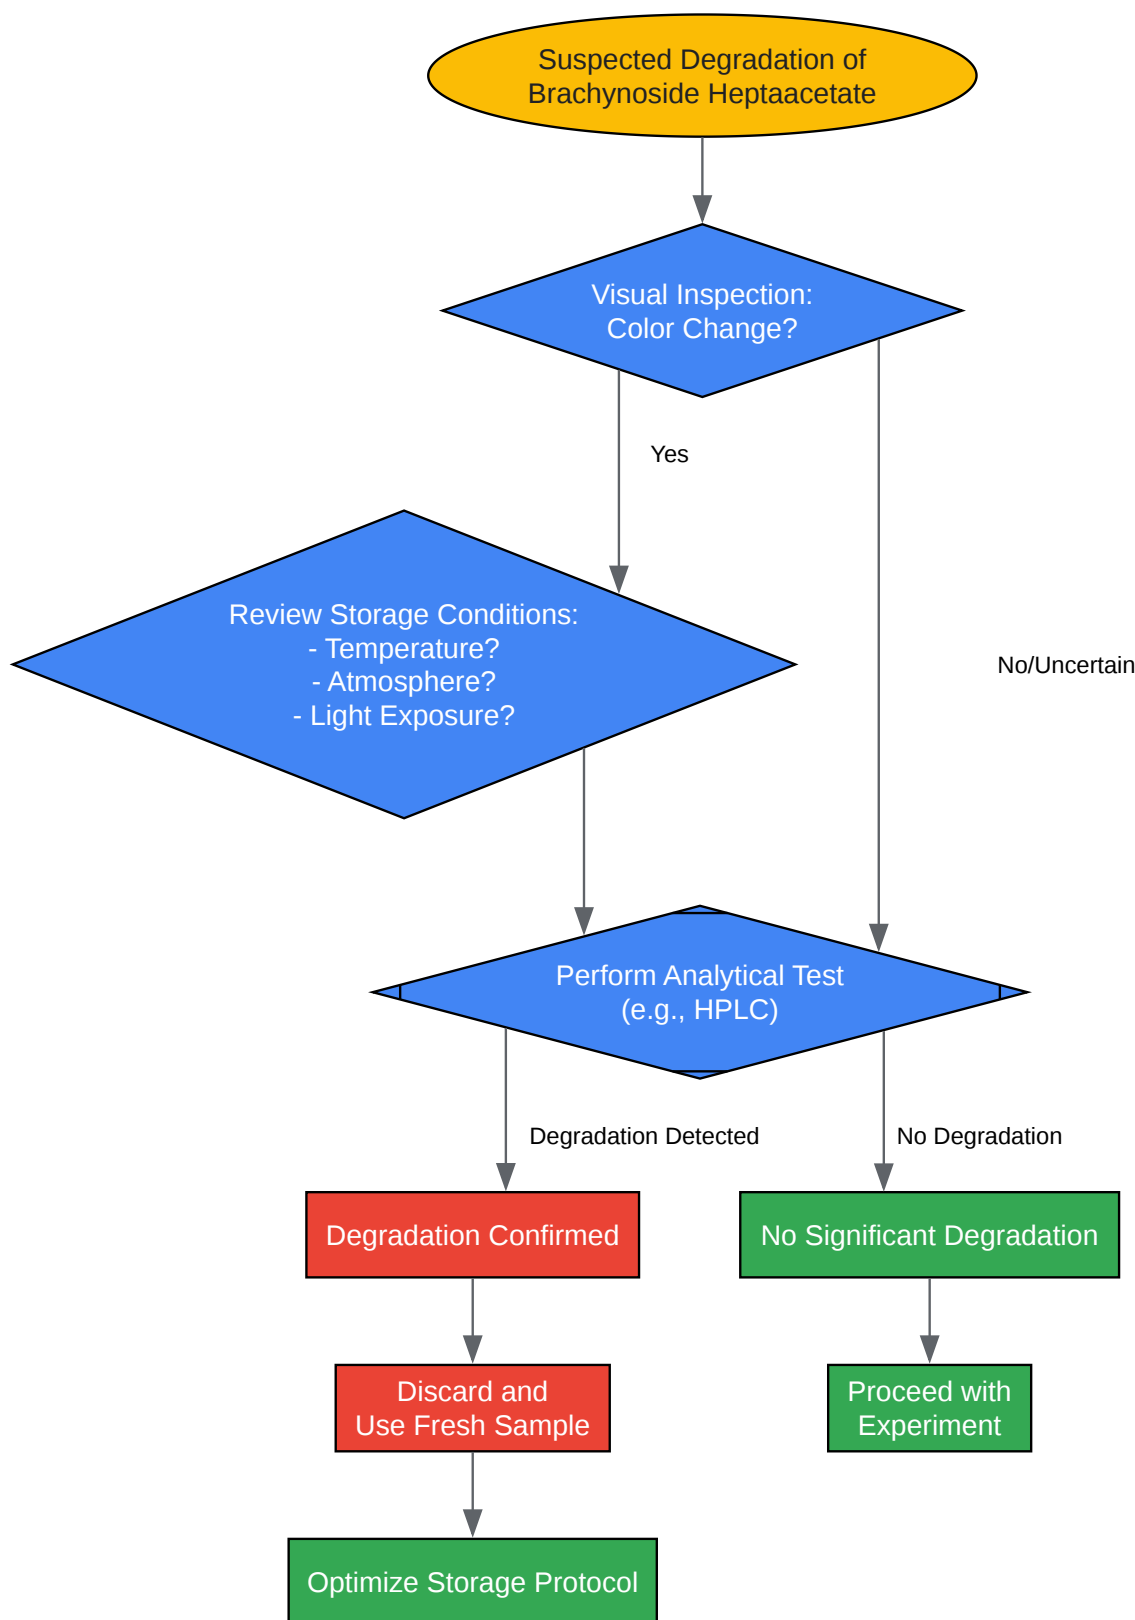 Suspected Degradation of
Brachynoside Heptaacetate
Visual Inspection:
Color Change?
Yes
Review Storage Conditions:
- Temperature?
- Atmosphere?
- Light Exposure?
No/Uncertain
Perform Analytical Test
(e.g., HPLC)
Degradation Detected
No Degradation
Degradation Confirmed
No Significant Degradation
Discard and
Use Fresh Sample
Proceed with
Experiment
Optimize Storage Protocol